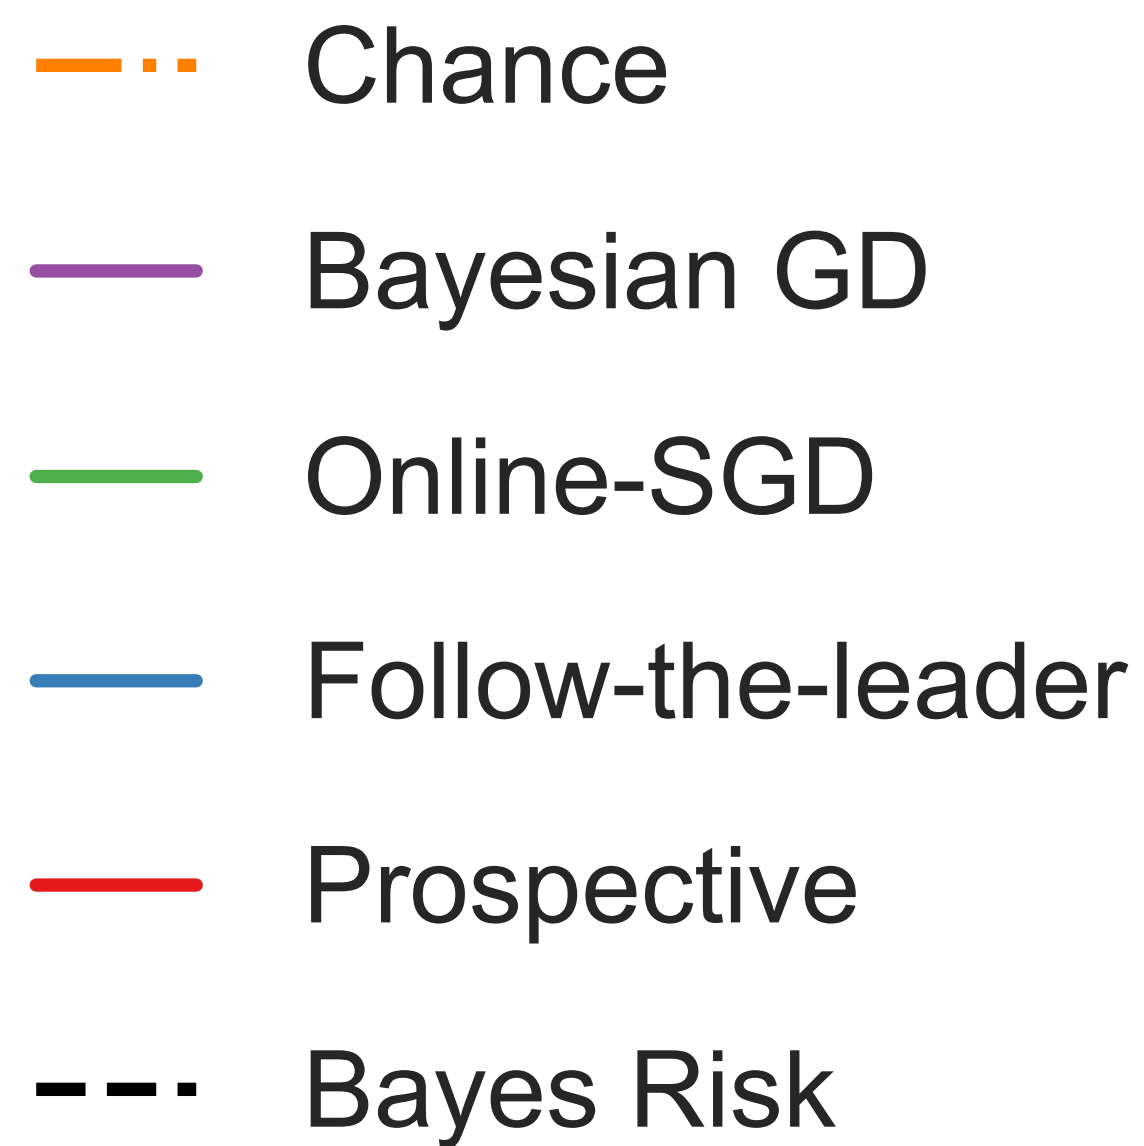 Chance
Bayesian GD
Online-SGD
Follow-the-leader
Prospective
Bayes Risk